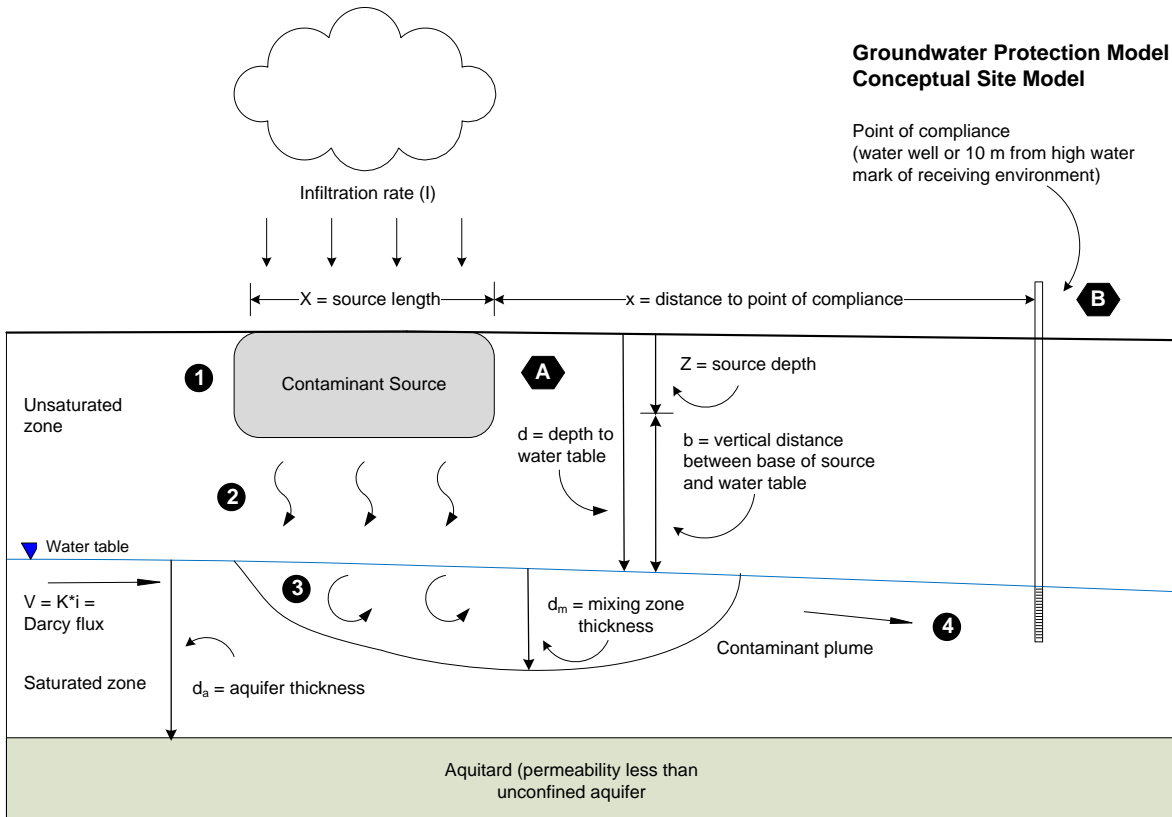 Groundwater Protection Model
Conceptual Site Model
Point of compliance
(water well or 10 m from high water
mark of receiving environment)
Infiltration rate (I)
X = source length
x = distance to point of compliance
B
1
Contaminant Source
A
Z = source depth
Unsaturated
zone
d = depth to
water table
b = vertical distance
between base of source
and water table
2
Water table
3
V = K*i =
Darcy flux
dₘ = mixing zone
thickness
4
Contaminant plume
Saturated zone
dₐ = aquifer thickness
Aquitard (permeability less than
unconfined aquifer